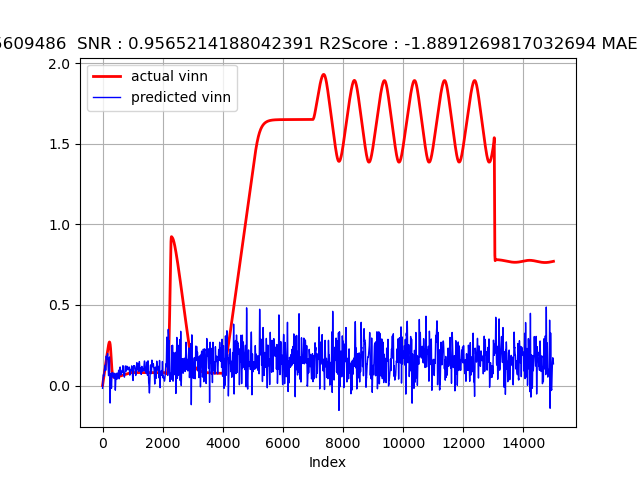 5609486  SNR : 0.9565214188042391 R2Score : -1.8891269817032694 MAE
actual vinn
predicted vinn
2.0
1.5
1.0
0.5
0.0
0 2000 4000 6000 8000 10000 12000 14000
Index